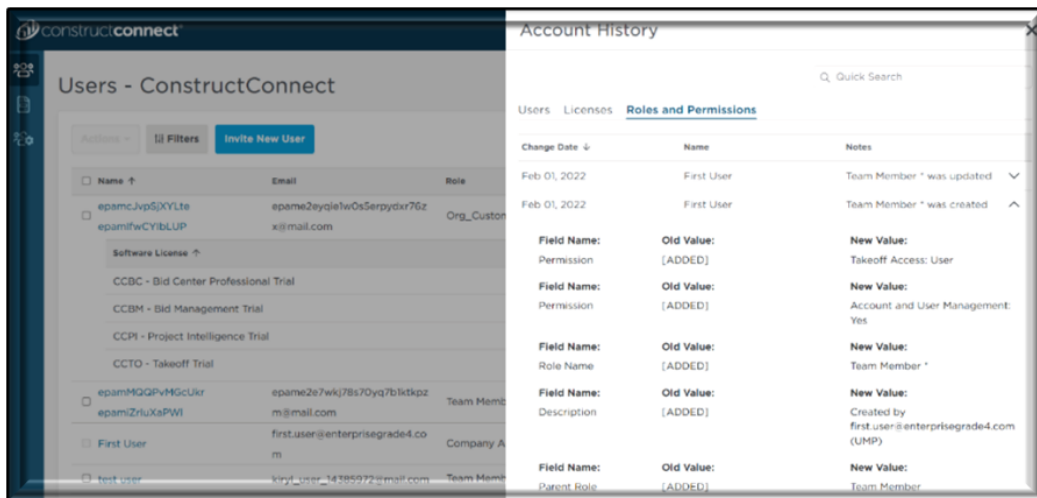 constructconnect®
Users - ConstructConnect
Actions
Filters
Invite New User
Name ↑ Email Role
epamcJvpSjXYLte
epamIfwCYIbLUP
epame2eyqle1wOsSerpydxr76z
x@mail.com
Org_Custom
Software License ↑
CCBC - Bid Center Professional Trial
CCBM - Bid Management Trial
CCPI - Project Intelligence Trial
CCTO - Takeoff Trial
epamMQQPvMGcUkr
epamiZrIuXaPWI
epame2e7wkj78s70yq7b1ktkpz
m@mail.com
Team Memb
First User
first.user@enterprisegrade4.co
m
Company A
test user kiryl_user_14385972@mail.com Team Memb
Account History
Quick Search
Users Licenses Roles and Permissions
Change Date ↓ Name Notes
Feb 01, 2022 First User Team Member * was updated
Feb 01, 2022 First User Team Member * was created
Field Name: Old Value: New Value:
Permission [ADDED] Takeoff Access: User
Field Name: Old Value: New Value:
Permission [ADDED] Account and User Management:
Yes
Field Name: Old Value: New Value:
Role Name [ADDED] Team Member *
Field Name: Old Value: New Value:
Description [ADDED] Created by
first.user@enterprisegrade4.com
(UMP)
Field Name: Old Value: New Value:
Parent Role [ADDED] Team Member